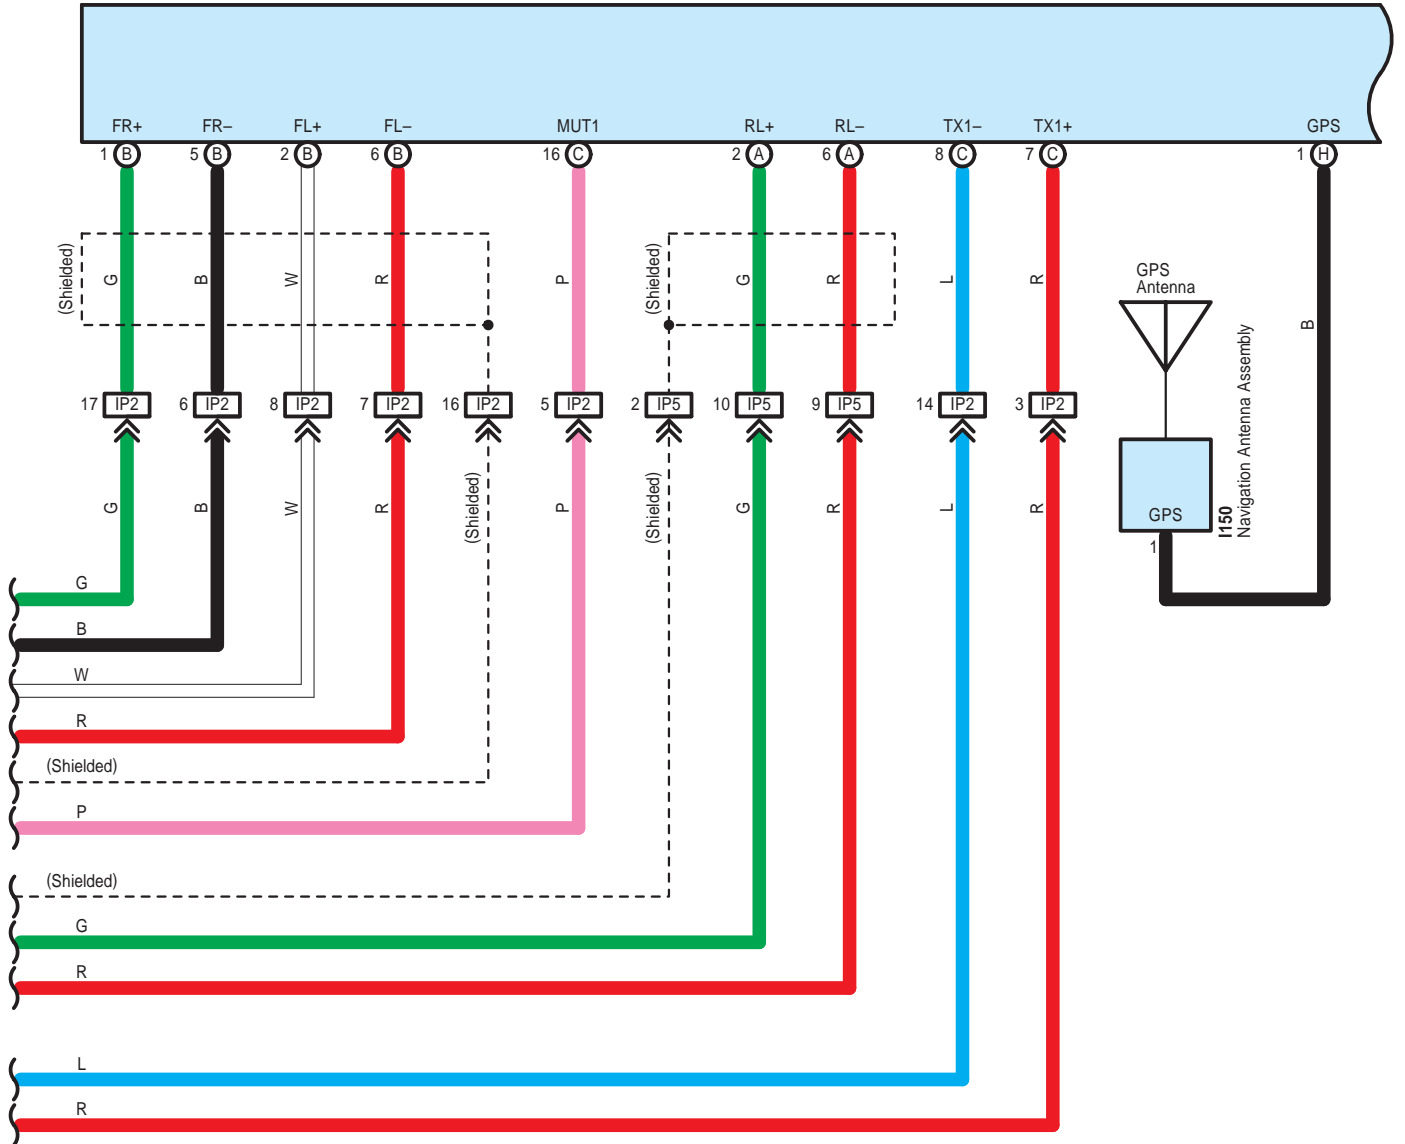 FR+ FR– FL+ FL– MUT1 RL+ RL– TX1– TX1+ GPS
1 B 5 B 2 B 6 B 16 C 2 A 6 A 8 C 7 C 1 H
(Shielded) G B W R P (Shielded) G R L R
GPS
Antenna
B
Navigation Antenna Assembly
I150
17 IP2 6 IP2 8 IP2 7 IP2 16 IP2 5 IP2 2 IP5 10 IP5 9 IP5 14 IP2 3 IP2
G B W R (Shielded) P (Shielded) G R L R
GPS
1
G
B
W
R
(Shielded)
P
(Shielded)
G
R
L
R